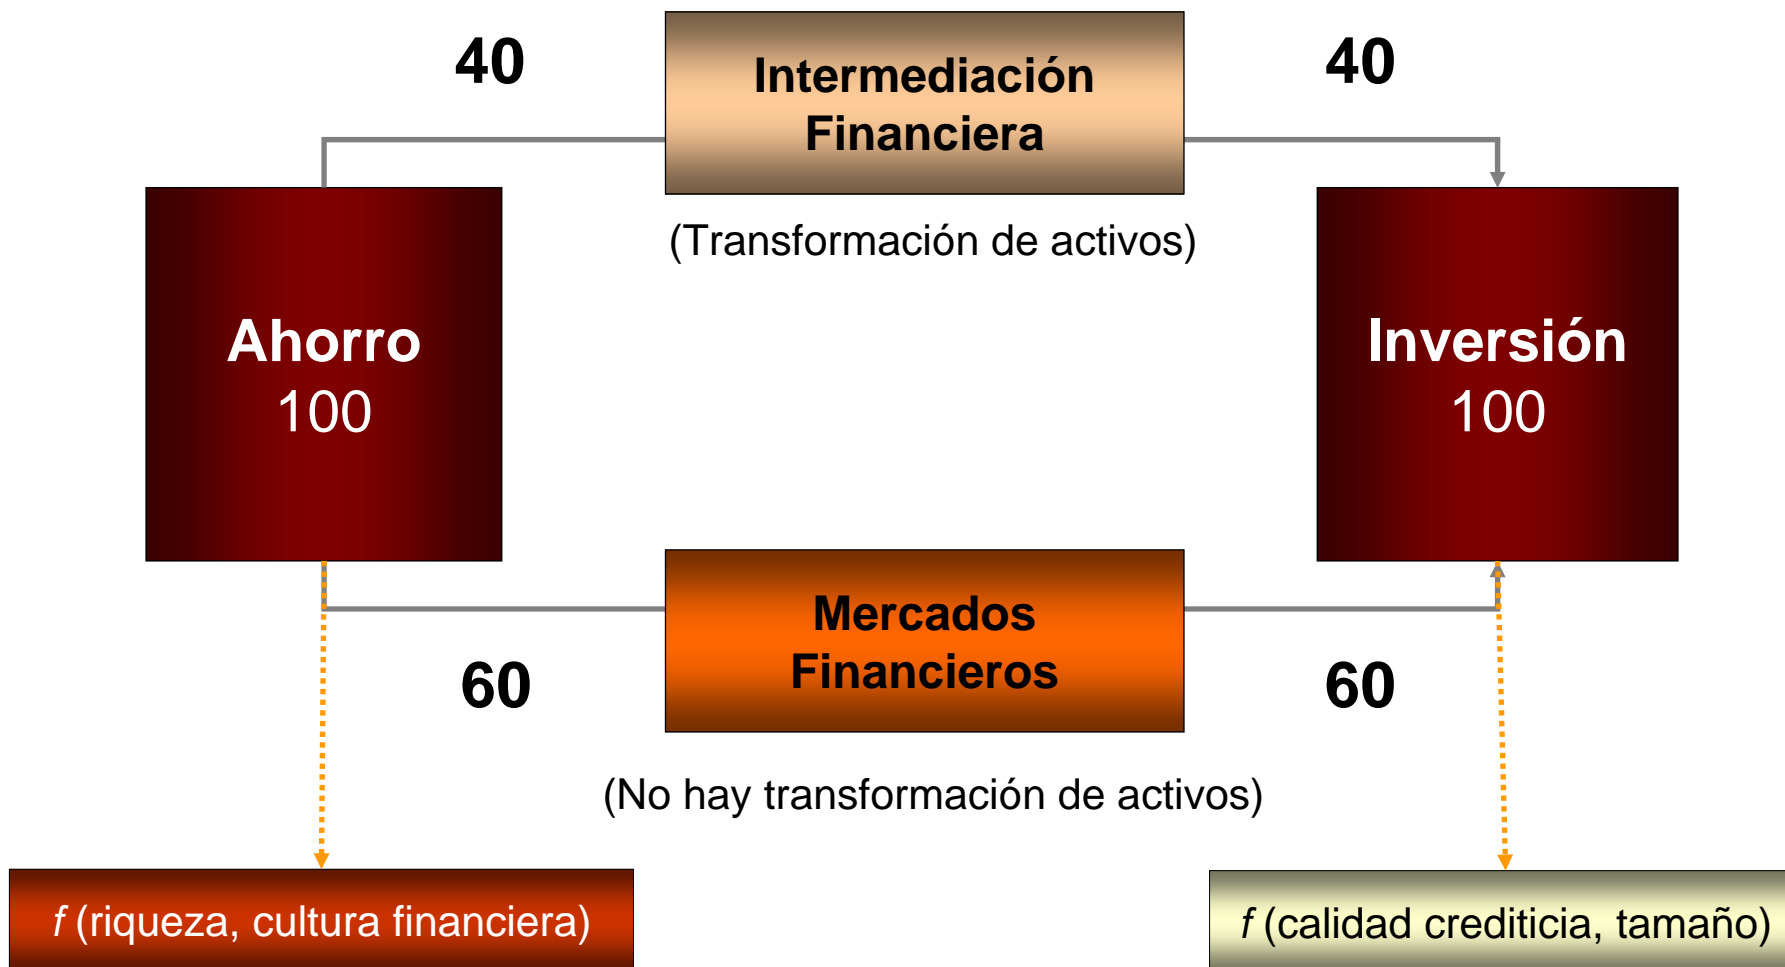 40
Intermediación
Financiera
40
(Transformación de activos)
Ahorro
100
Inversión
100
Mercados
Financieros
60
60
(No hay transformación de activos)
f (riqueza, cultura financiera)
f (calidad crediticia, tamaño)